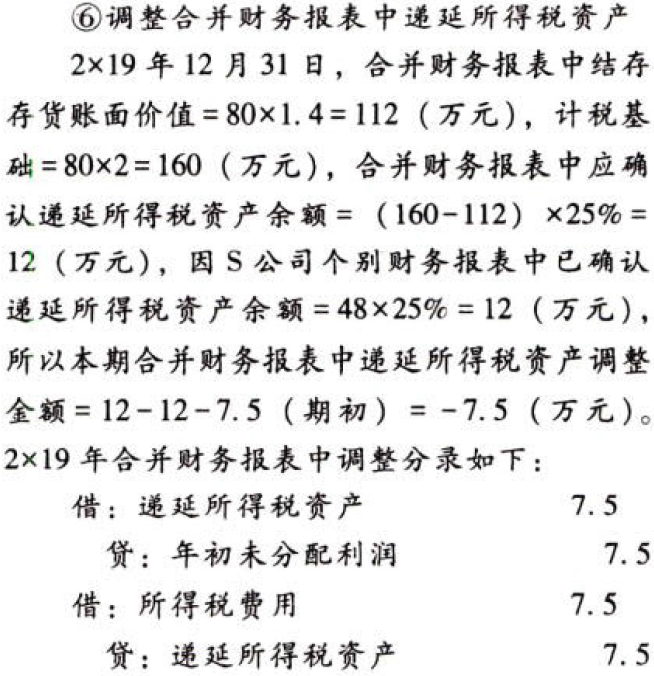 ⑥调整合并财务报表中递延所得税资产
2×19 年 12 月 31 日，合并财务报表中结存
存货账面价值=80×1.4=112（万元），计税基
础=80×2=160（万元），合并财务报表中应确
认递延所得税资产余额=（160-112）×25%=
12（万元），因 S 公司个别财务报表中已确认
递延所得税资产余额=48×25%=12（万元），
所以本期合并财务报表中递延所得税资产调整
金额=12-12-7.5（期初）=-7.5（万元）。
2×19 年合并财务报表中调整分录如下：
借：递延所得税资产 7.5
贷：年初未分配利润 7.5
借：所得税费用 7.5
贷：递延所得税资产 7.5